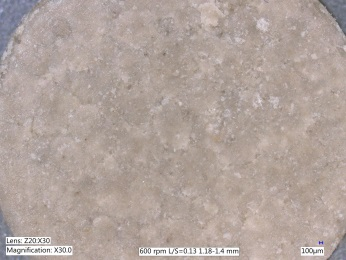 Lens: Z20:X30
Magnification: X30.0
600 rpm L/S=0.13 1.18-1.4 mm
100μm